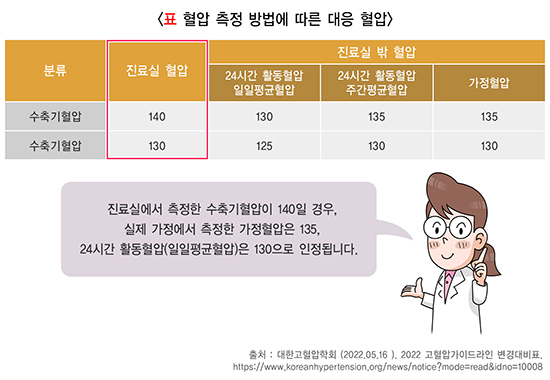 <표 혈압 측정 방법에 따른 대응 혈압>
분류 진료실 혈압 진료실 밖 혈압
24시간 활동혈압 24시간 활동혈압 가정혈압
일일평균혈압 주간평균혈압
수축기혈압 140 130 135 135
수축기혈압 130 125 130 130
진료실에서 측정한 수축기혈압이 140일 경우,
실제 가정에서 측정한 가정혈압은 135,
24시간 활동혈압(일일평균혈압)은 130으로 인정됩니다.
출처 : 대한고혈압학회 (2022,05,16 ), 2022 고혈압가이드라인 변경대비표,
https://www.koreanhypertension.org/news/notice?mode=read&idno=10008